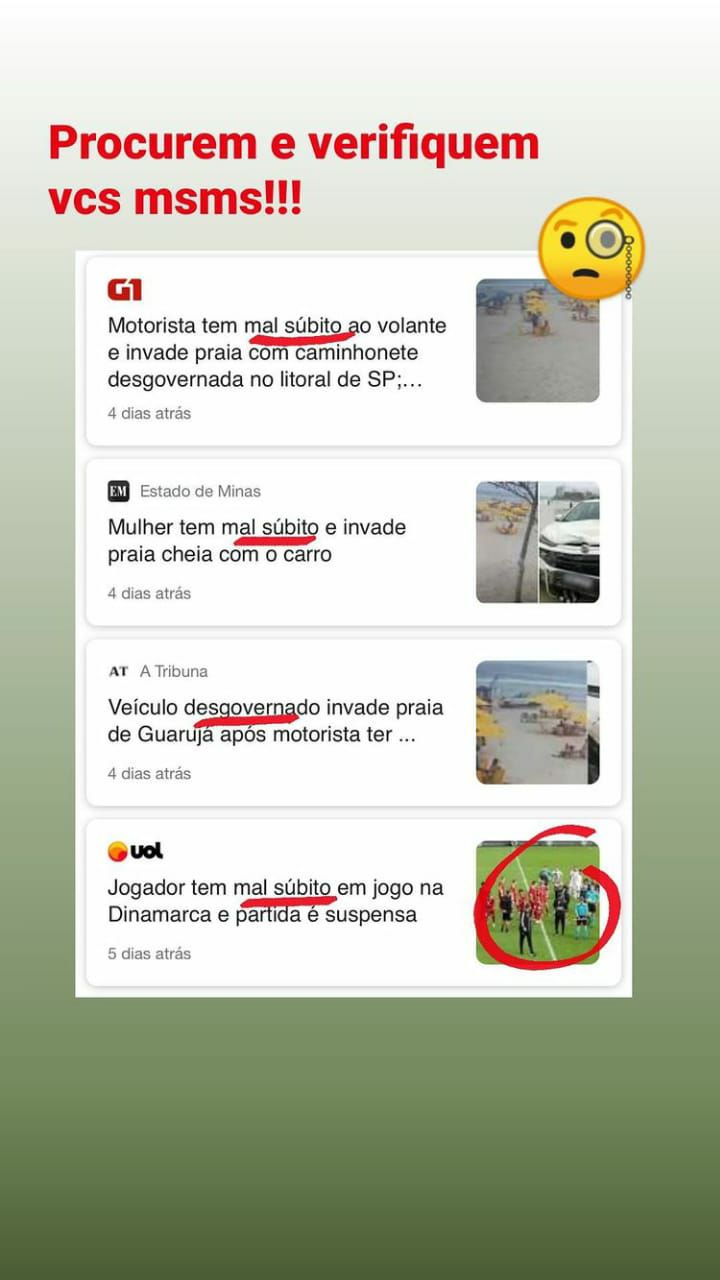 Procurem e verifiquem
vcs msms!!!
G1
Motorista tem mal súbito ao volante
e invade praia com caminhonete
desgovernada no litoral de SP;...
4 dias atrás
EM Estado de Minas
Mulher tem mal súbito e invade
praia cheia com o carro
4 dias atrás
AT A Tribuna
Veículo desgovernado invade praia
de Guarujá após motorista ter ...
4 dias atrás
uol
Jogador tem mal súbito em jogo na
Dinamarca e partida é suspensa
5 dias atrás